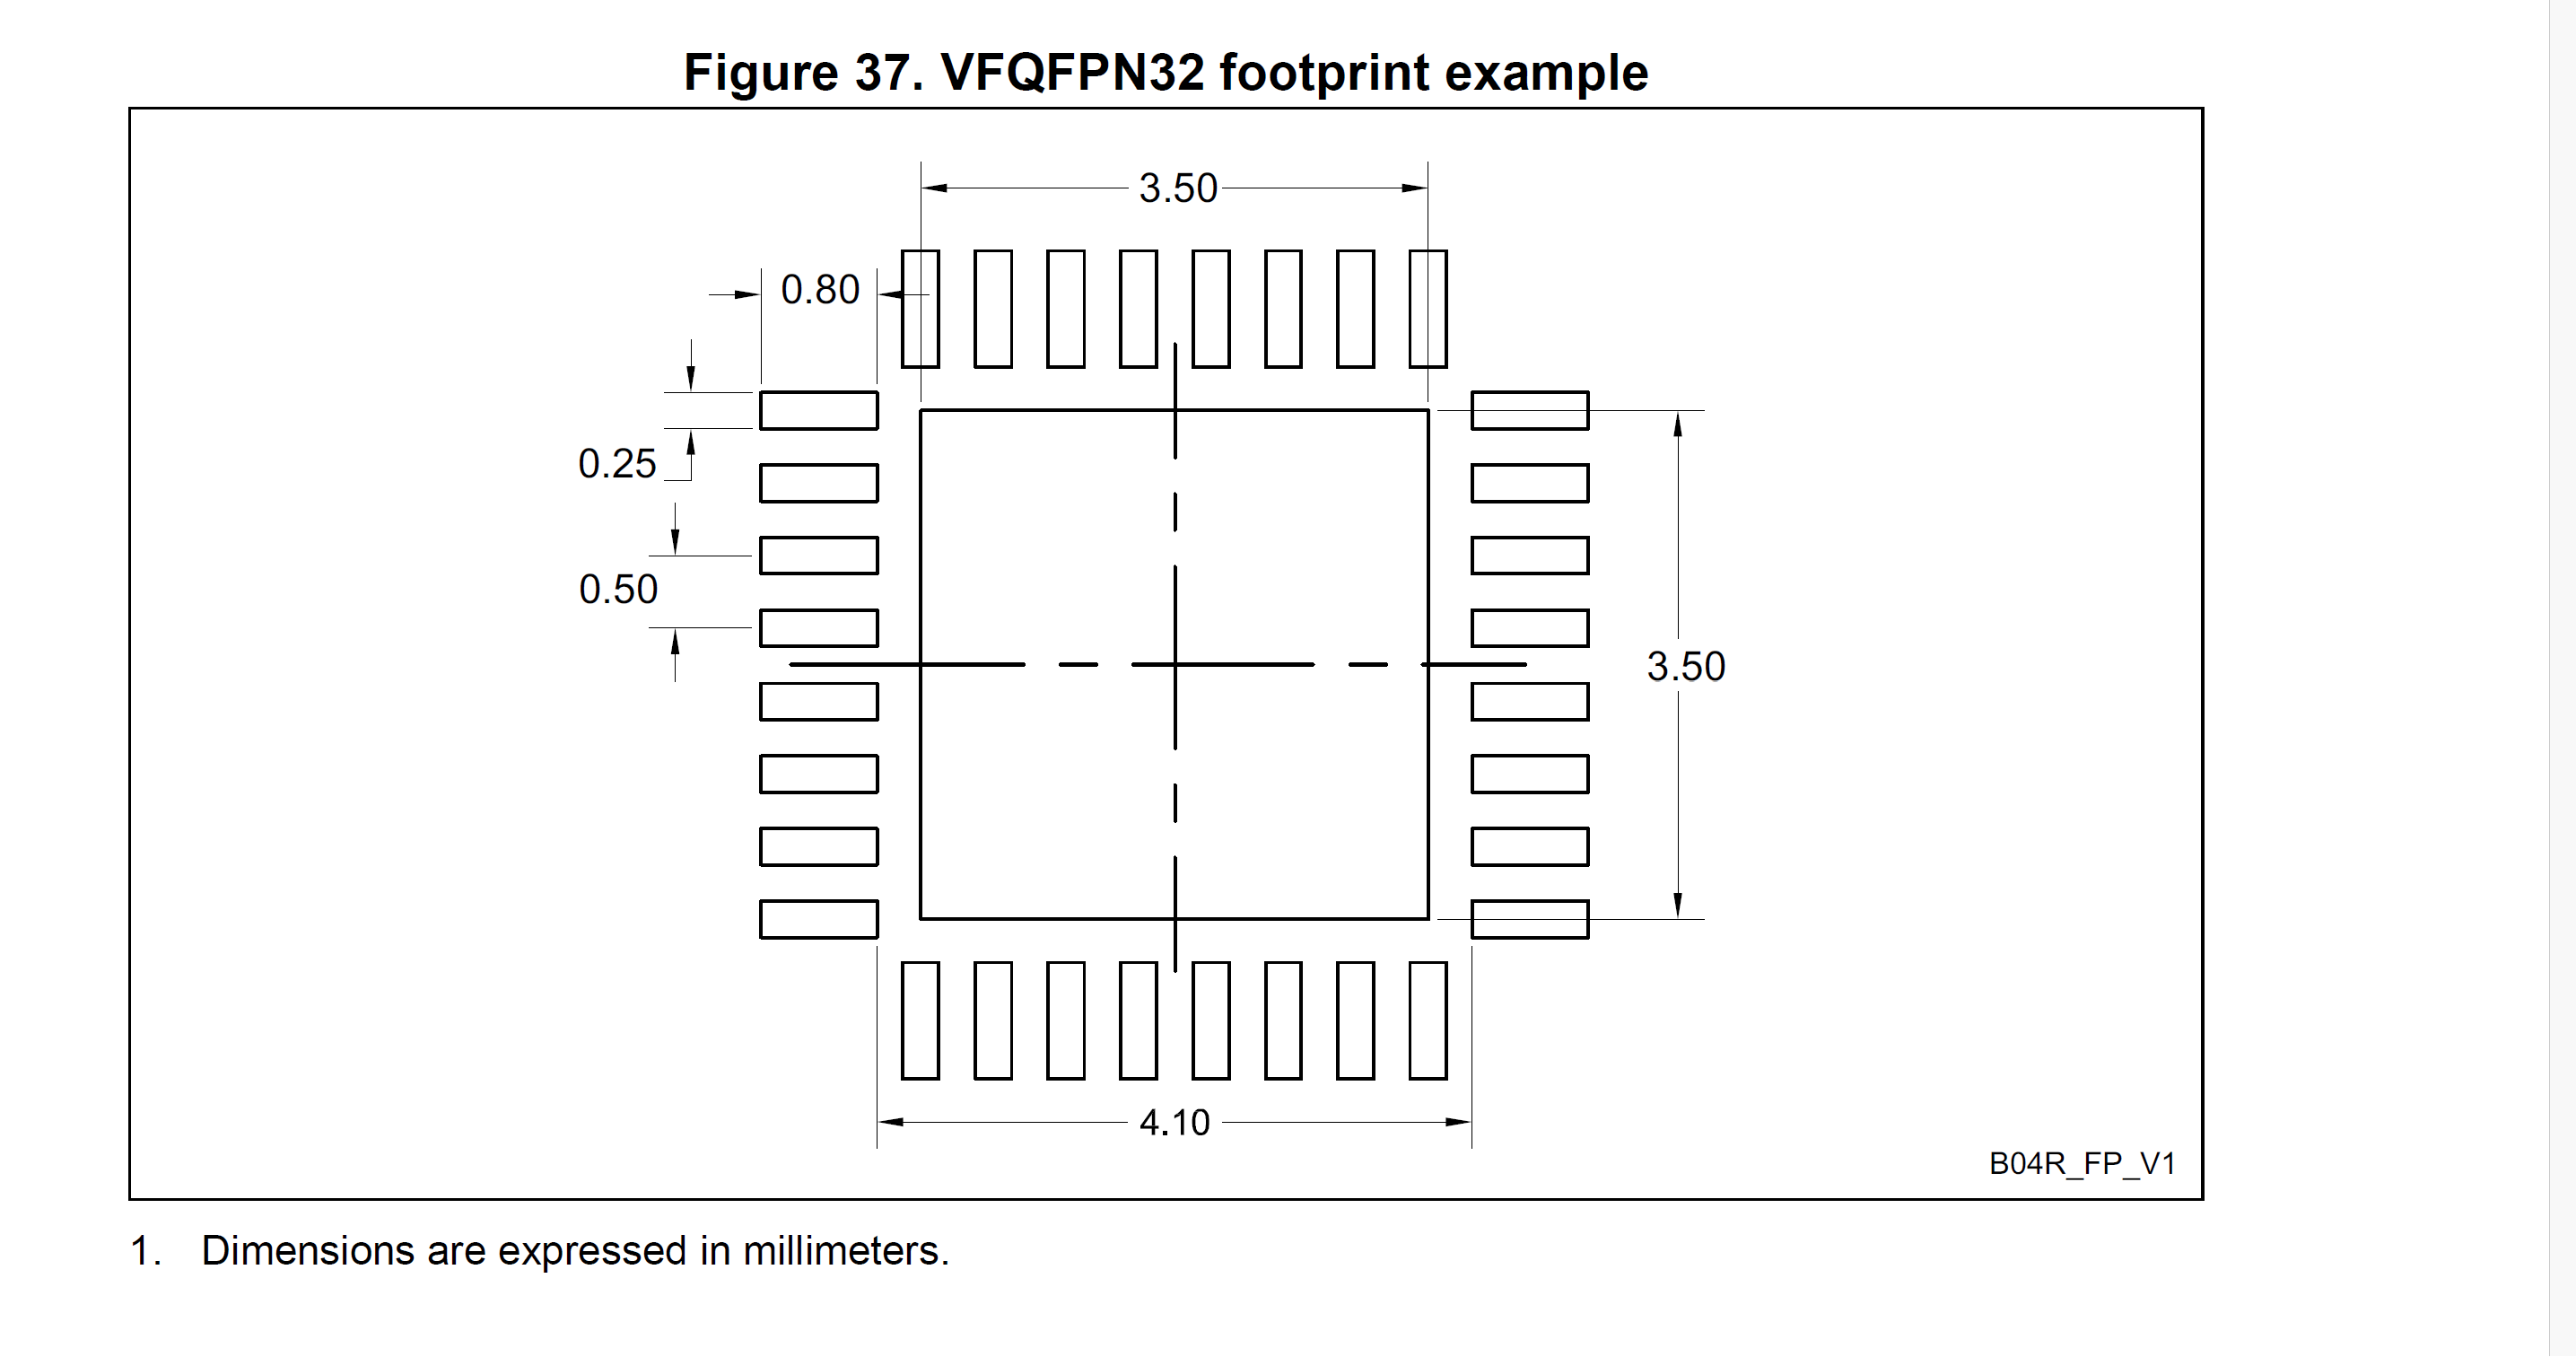 Figure 37. VFQFPN32 footprint example
3.50
0.80
0.25
0.50
3.50
4.10
B04R_FP_V1
1. Dimensions are expressed in millimeters.